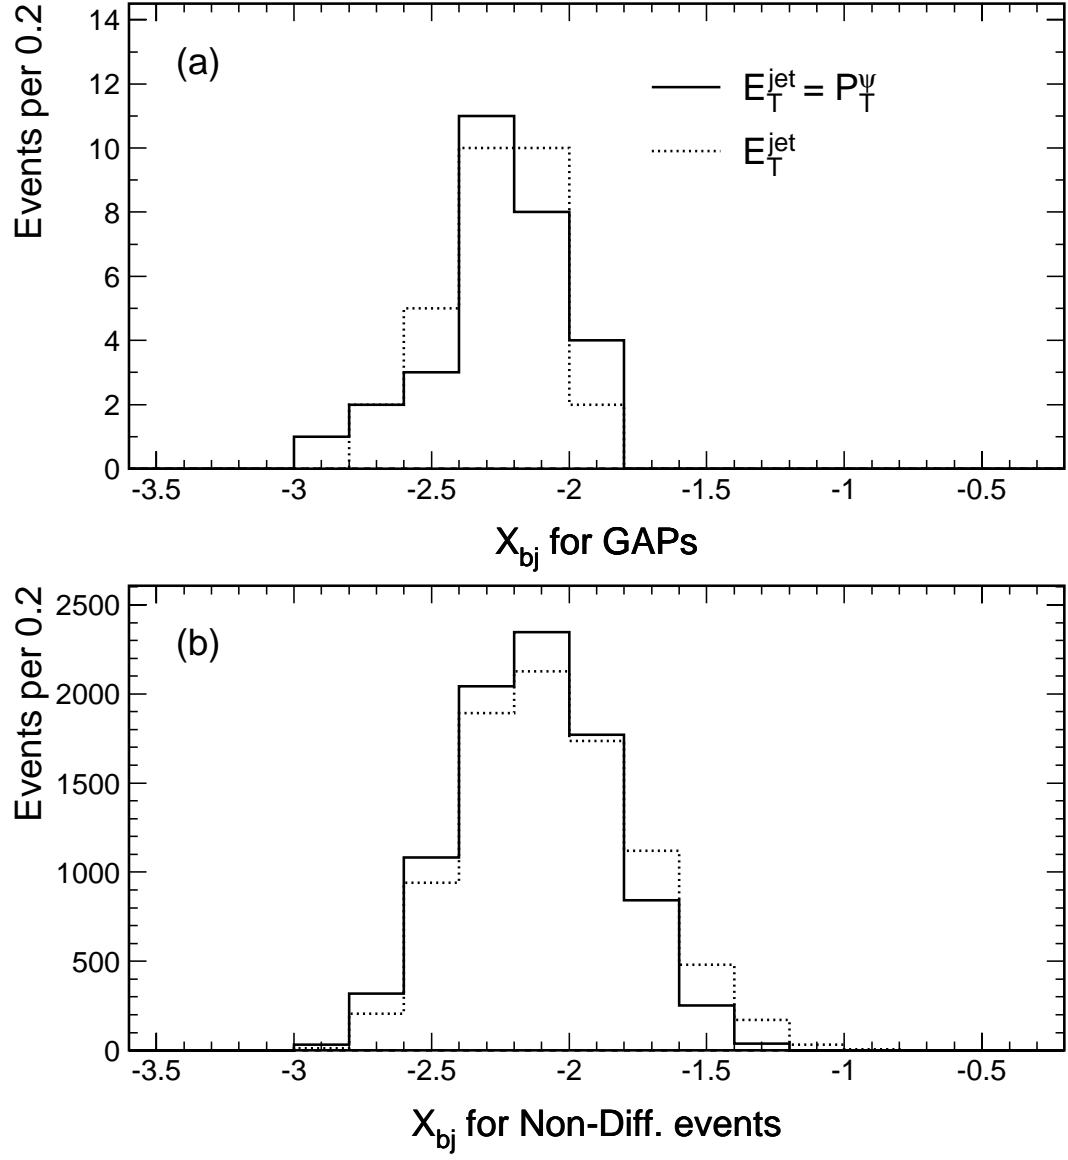 Events per 0.2
(a)
E_T^jet = P_T^ψ
E_T^jet
14
12
10
8
6
4
2
0
-3.5 -3 -2.5 -2 -1.5 -1 -0.5
X_bj for GAPs
Events per 0.2
(b)
2500
2000
1500
1000
500
0
-3.5 -3 -2.5 -2 -1.5 -1 -0.5
X_bj for Non-Diff. events